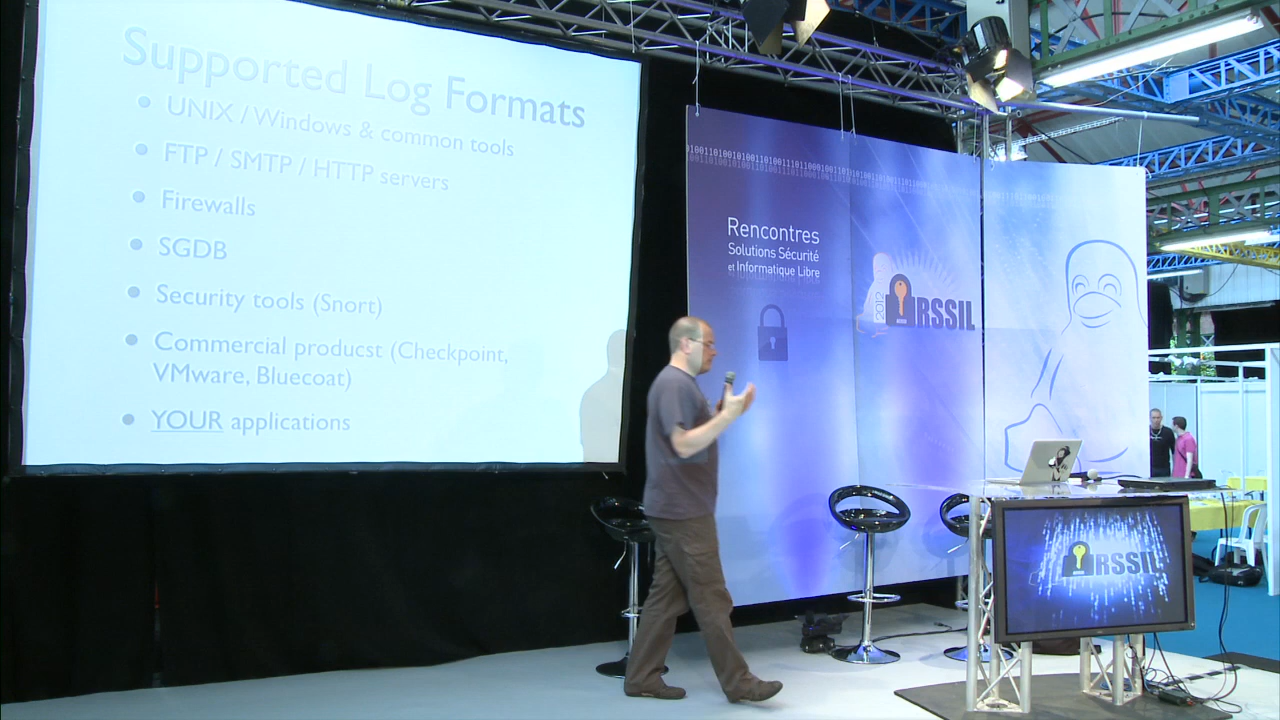 Supported Log Formats
UNIX / Windows & common tools
FTP / SMTP / HTTP servers
Firewalls
SGDB
Security tools (Snort)
Commercial producst (Checkpoint,
VMware, Bluecoat)
YOUR applications
Rencontres
Solutions Sécurité
et Informatique Libre
2012
RSSIL
RSSIL